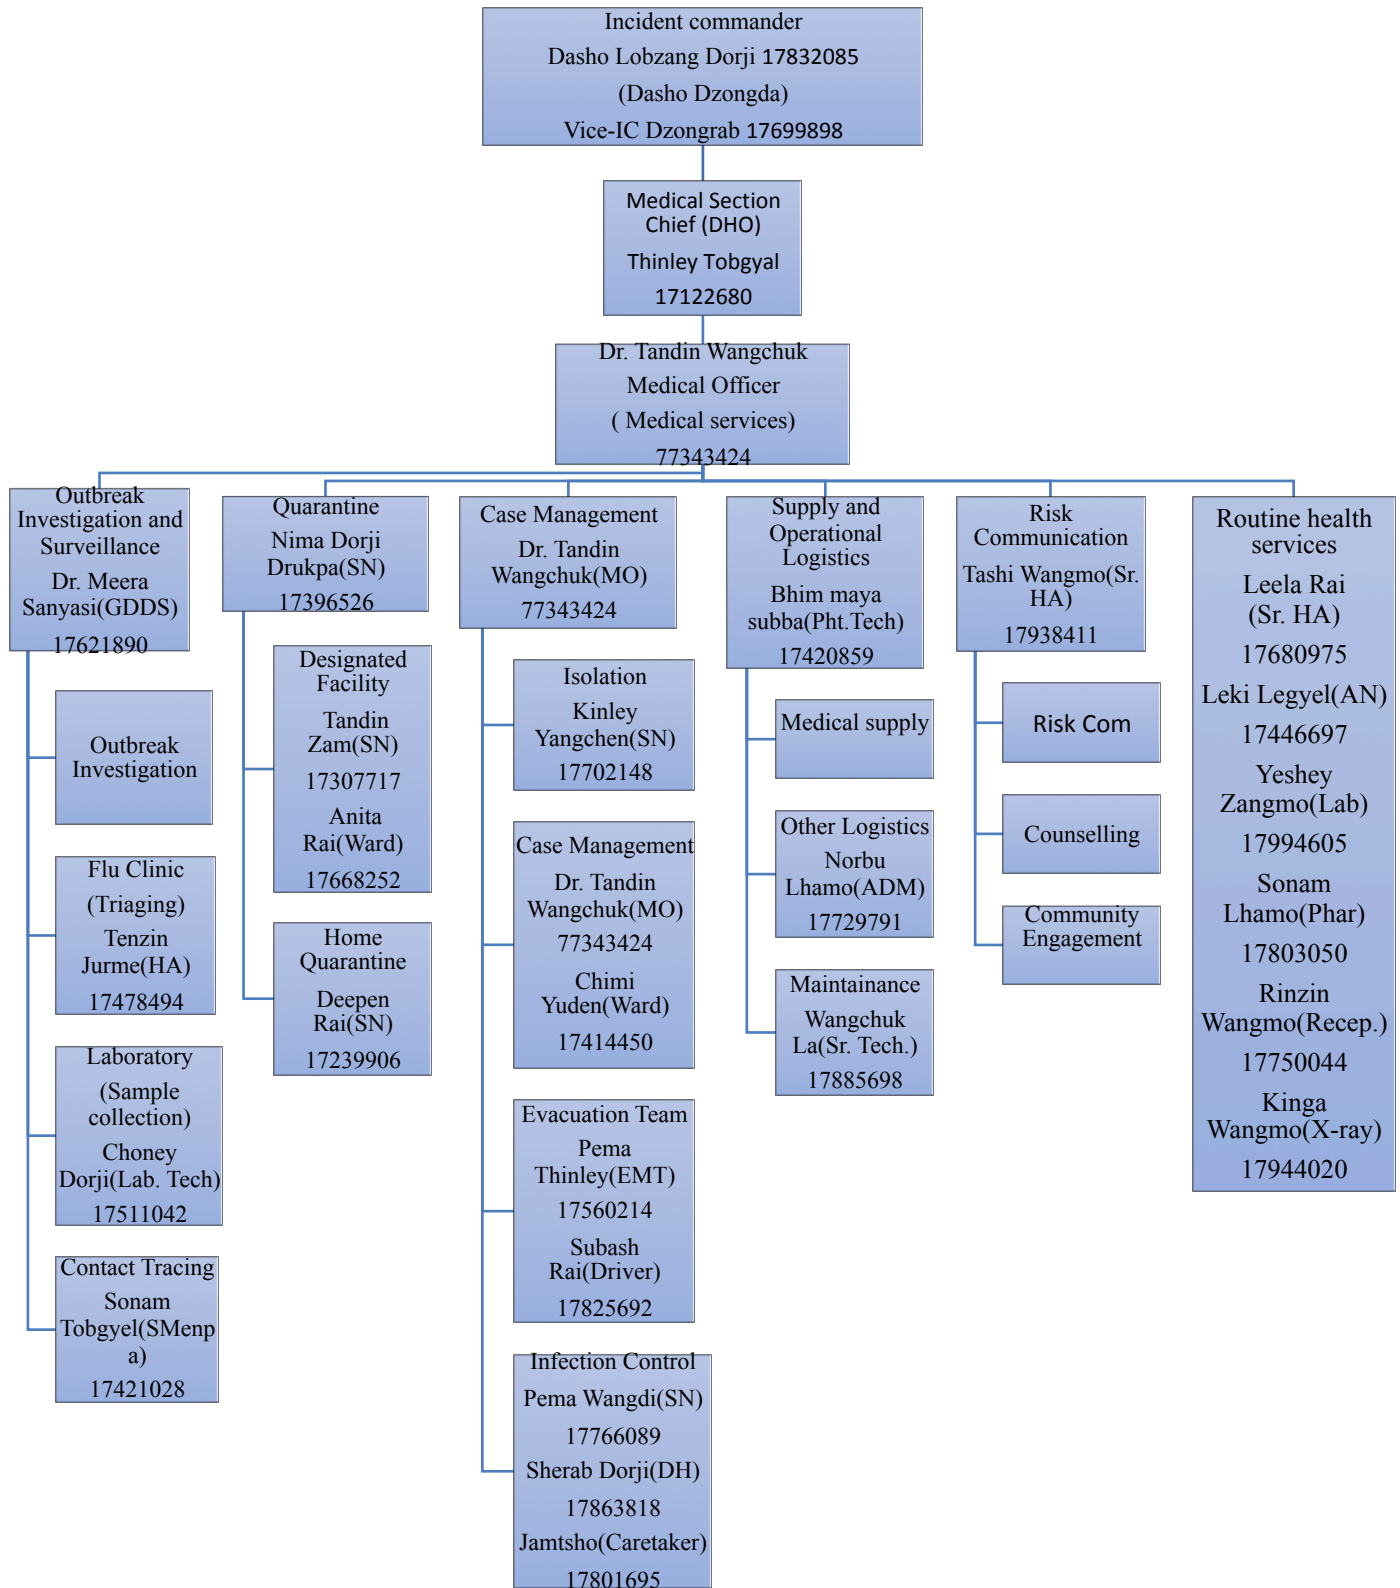 Incident commander
Dasho Lobzang Dorji 17832085
(Dasho Dzongda)
Vice-IC Dzongrab 17699898
Medical Section
Chief (DHO)
Thinley Tobgyal
17122680
Dr. Tandin Wangchuk
Medical Officer
( Medical services)
77343424
Outbreak
Investigation and
Surveillance
Dr. Meera
Sanyasi(GDDS)
17621890
Outbreak
Investigation
Flu Clinic
(Triaging)
Tenzin
Jurme(HA)
17478494
Laboratory
(Sample
collection)
Choney
Dorji(Lab. Tech)
17511042
Contact Tracing
Sonam
Tobgyel(SMenp
a)
17421028
Quarantine
Nima Dorji
Drukpa(SN)
17396526
Designated
Facility
Tandin
Zam(SN)
17307717
Anita
Rai(Ward)
17668252
Home
Quarantine
Deepen
Rai(SN)
17239906
Case Management
Dr. Tandin
Wangchuk(MO)
77343424
Isolation
Kinley
Yangchen(SN)
17702148
Case Management
Dr. Tandin
Wangchuk(MO)
77343424
Chimi
Yuden(Ward)
17414450
Evacuation Team
Pema
Thinley(EMT)
17560214
Subash
Rai(Driver)
17825692
Infection Control
Pema Wangdi(SN)
17766089
Sherab Dorji(DH)
17863818
Jamtsho(Caretaker)
17801695
Supply and
Operational
Logistics
Bhim maya
subba(Pht.Tech)
17420859
Medical supply
Other Logistics
Norbu
Lhamo(ADM)
17729791
Maintainance
Wangchuk
La(Sr. Tech.)
17885698
Risk
Communication
Tashi Wangmo(Sr.
HA)
17938411
Risk Com
Counselling
Community
Engagement
Routine health
services
Leela Rai
(Sr. HA)
17680975
Leki Legyel(AN)
17446697
Yeshey
Zangmo(Lab)
17994605
Sonam
Lhamo(Phar)
17803050
Rinzin
Wangmo(Recep.)
17750044
Kinga
Wangmo(X-ray)
17944020